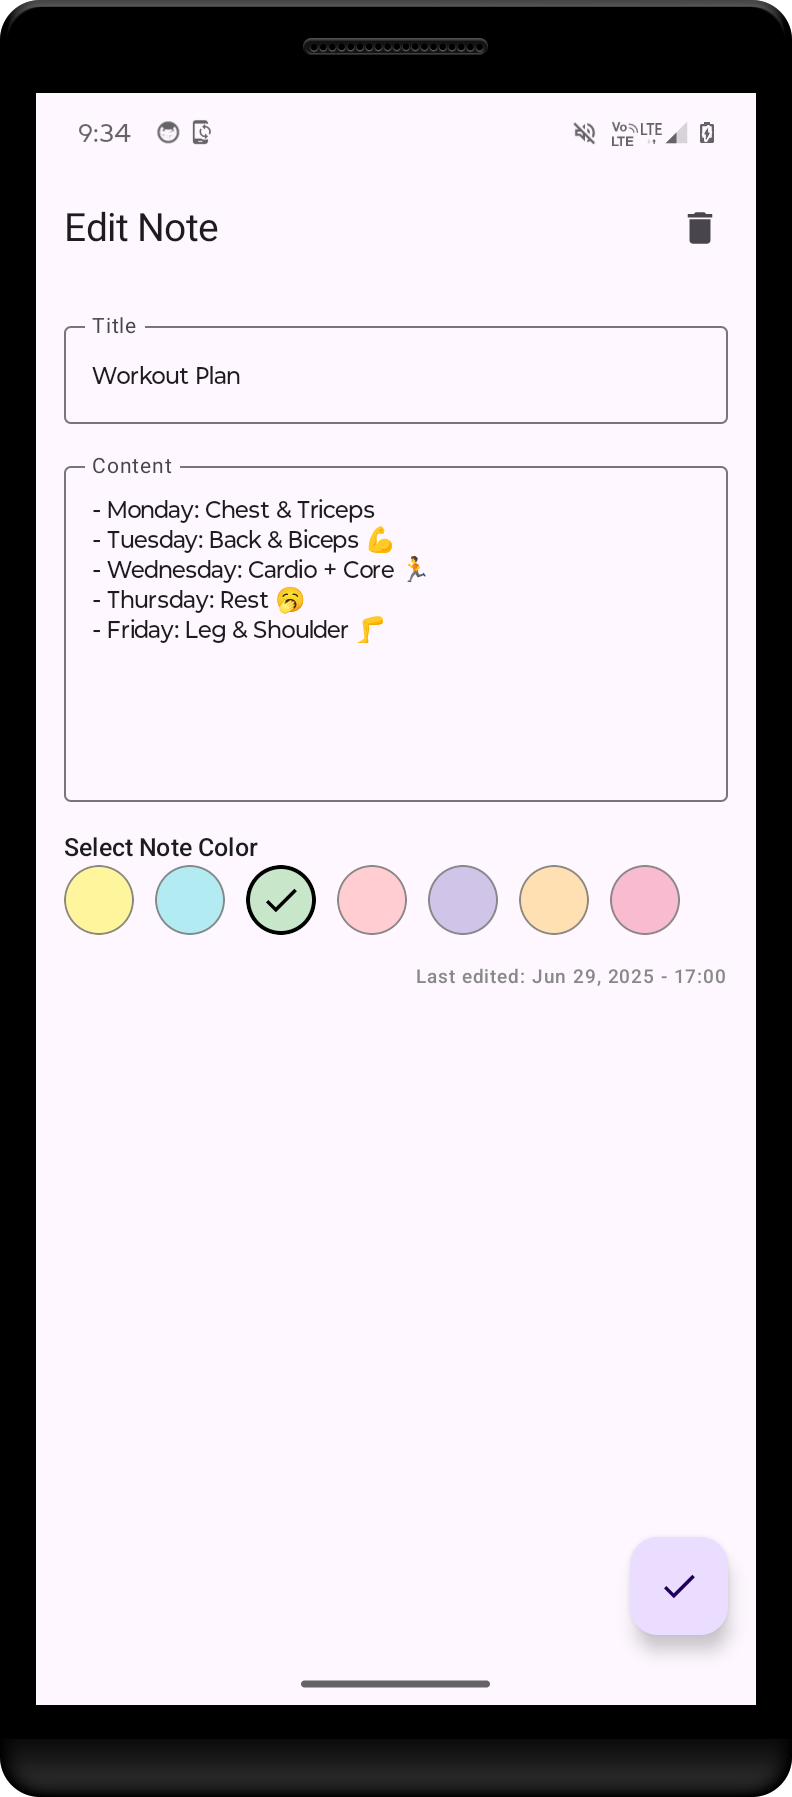 9:34
Vo LTE
LTE
Edit Note
Title
Workout Plan
Content
- Monday: Chest & Triceps
- Tuesday: Back & Biceps 💪
- Wednesday: Cardio + Core 🏃
- Thursday: Rest 🥱
- Friday: Leg & Shoulder 🦵
Select Note Color
Last edited: Jun 29, 2025 - 17:00